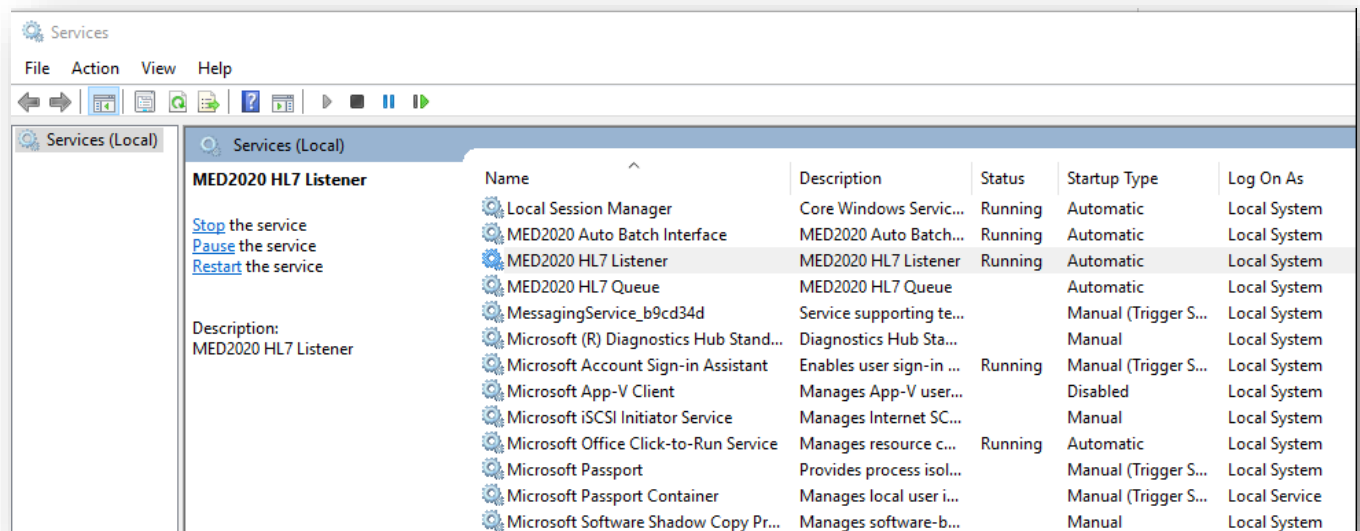 Services
File Action View Help
Services (Local)
Services (Local)
MED2020 HL7 Listener
Stop the service
Pause the service
Restart the service
Description:
MED2020 HL7 Listener
Name Description Status Startup Type Log On As
Local Session Manager Core Windows Servic... Running Automatic Local System
MED2020 Auto Batch Interface MED2020 Auto Batch... Running Automatic Local System
MED2020 HL7 Listener MED2020 HL7 Listener Running Automatic Local System
MED2020 HL7 Queue MED2020 HL7 Queue Automatic Local System
MessagingService_b9cd34d Service supporting te... Manual (Trigger S... Local System
Microsoft (R) Diagnostics Hub Stand... Diagnostics Hub Sta... Manual Local System
Microsoft Account Sign-in Assistant Enables user sign-in ... Running Manual (Trigger S... Local System
Microsoft App-V Client Manages App-V user... Disabled Local System
Microsoft iSCSI Initiator Service Manages Internet SC... Manual Local System
Microsoft Office Click-to-Run Service Manages resource c... Running Automatic Local System
Microsoft Passport Provides process isol... Manual (Trigger S... Local System
Microsoft Passport Container Manages local user i... Manual (Trigger S... Local Service
Microsoft Software Shadow Copy Pr... Manages software-b... Manual Local System